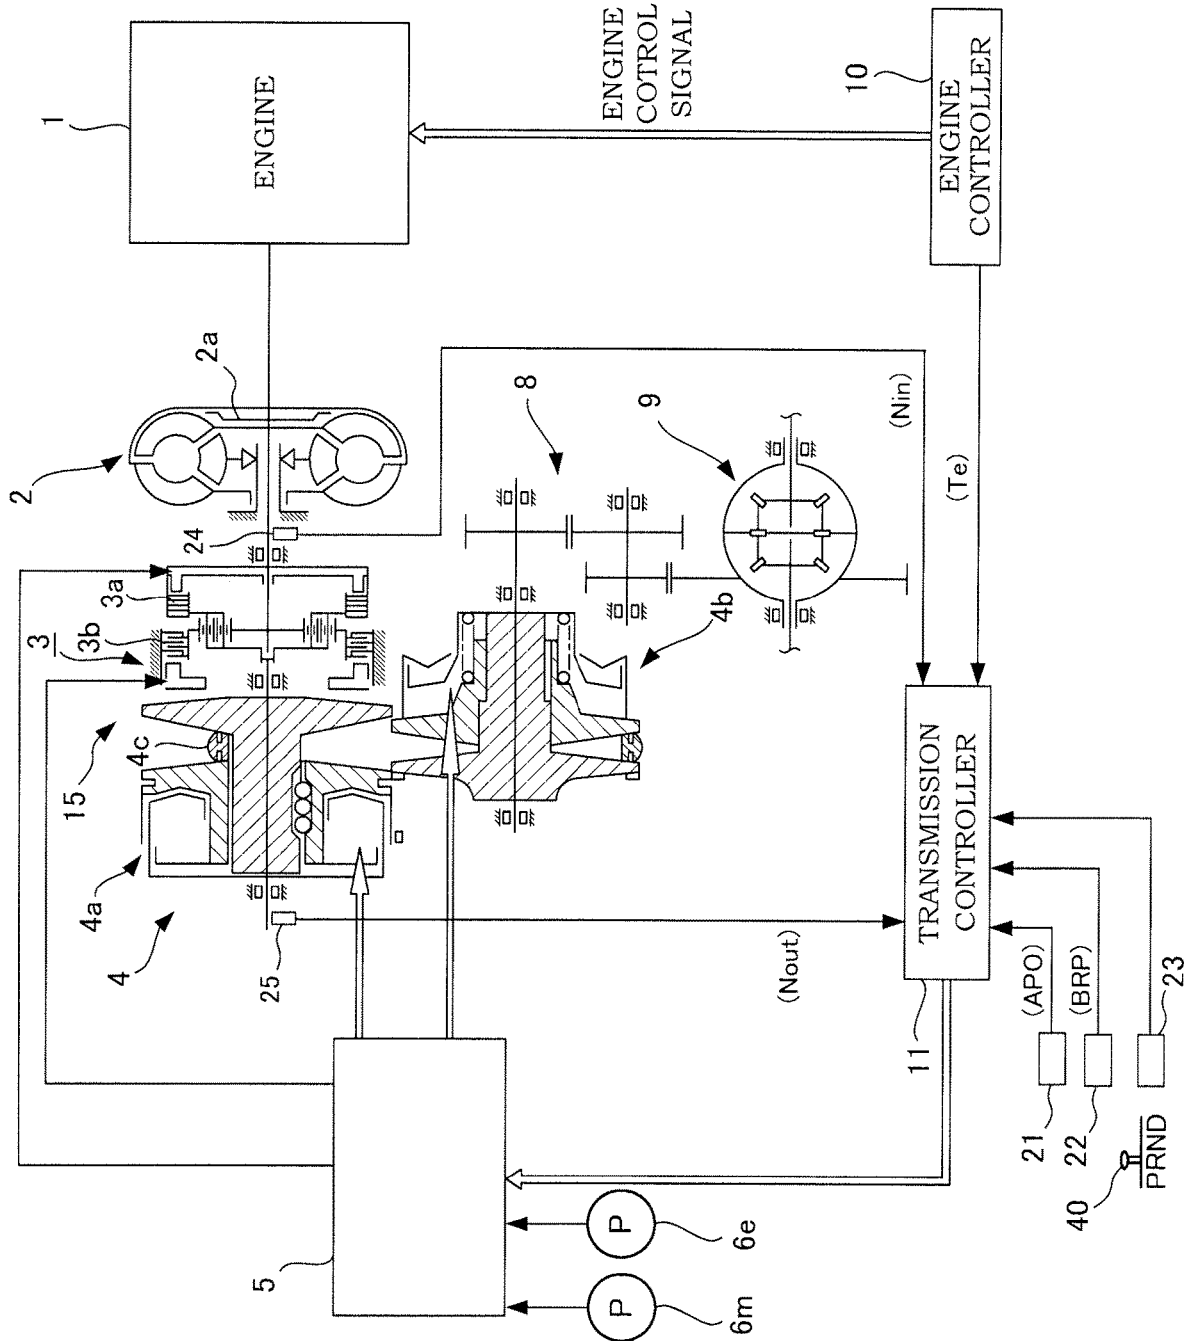 1
ENGINE
ENGINE
COTROL
SIGNAL
10
ENGINE
CONTROLLER
2
2a
24
3a
3b
3
15
4c
4a
4
25
8
9
4b
(Nin)
(Te)
(Nout)
TRANSMISSION
CONTROLLER
11
(APO)
(BRP)
21
22
23
40
PRND
5
P
6e
P
6m